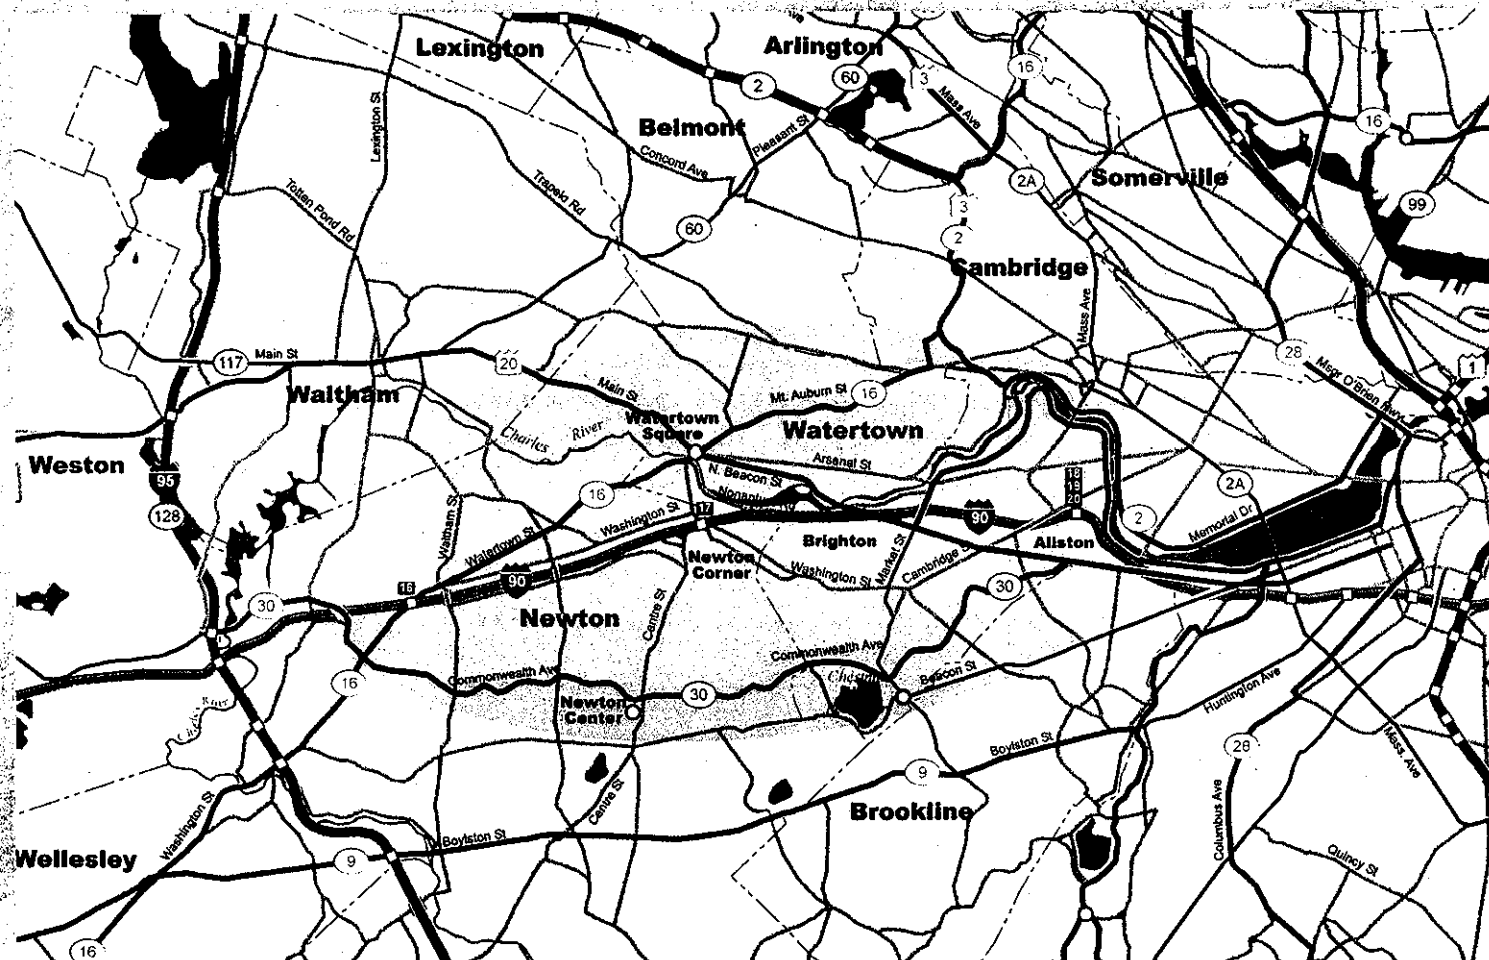 Lexington
Arlington
60
3
16
2
Mass Ave
Lexington St
Belmont
Pleasant St
16
Concord Ave
2A
Somerville
Trapelo Rd
Totten Pond Rd
99
3
60
2
Cambridge
Mass Ave
28
117
Main St
20
1
Msgr O'Brien Hwy
Waltham
Main St
Mt. Auburn St
16
Watertown
Square
Watertown
Charles River
Weston
Arsenal St
N. Beacon St
95
18
19
20
2A
16
128
Waltham St
Washington St
17
90
2
Memorial Dr
Watertown St
Brighton
Allston
Market St
Newton
Corner
Washington St
Cambridge St
90
16
30
30
Newton
Centre St
Commonwealth Ave
Commonwealth Ave
Beacon St
16
30
Newton
Center
Huntington Ave
Boylston St
28
Mass Ave
9
Washington St
Centre St
Brookline
Columbus Ave
Boylston St
Wellesley
9
Quincy St
16